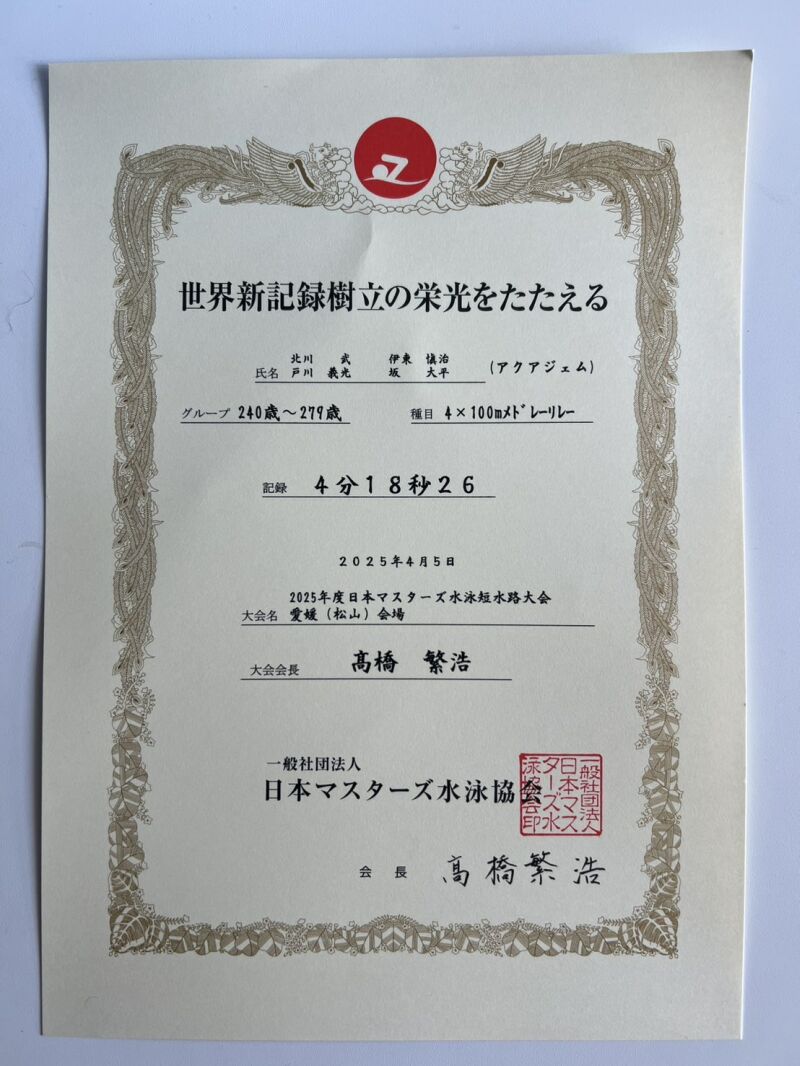 世界新記録樹立の栄光をたたえる
北川 武 伊東 慎治
氏名 戸川 義光 坂 大平 (アクアジェム)
グループ 240歳~279歳 種目 4×100mメドレーリレー
記録 4分18秒26
2025年4月5日
2025年度日本マスターズ水泳短水路大会
大会名 愛媛(松山)会場
大会会長 髙橋 繁浩
一般社団法人
日本マスターズ水泳協会
一般社団法人
日本マス
ターズ水
泳協会印
会長 髙橋繁浩